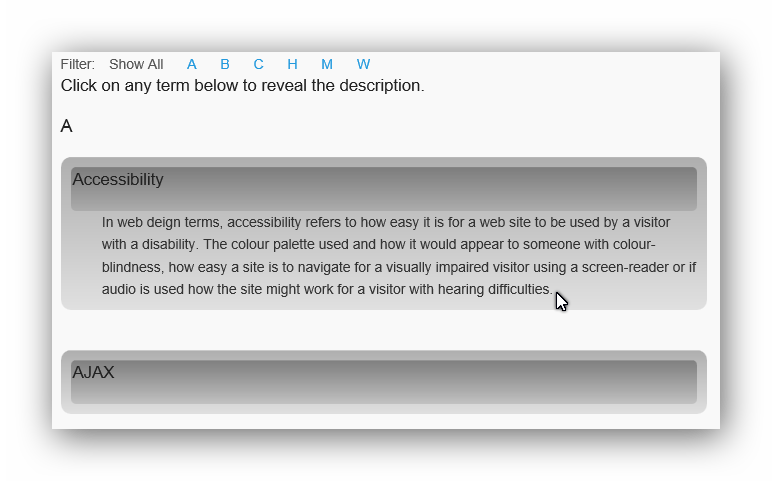 Filter: Show All A B C H M W
Click on any term below to reveal the description.
A
Accessibility
In web deign terms, accessibility refers to how easy it is for a web site to be used by a visitor
with a disability. The colour palette used and how it would appear to someone with colour-
blindness, how easy a site is to navigate for a visually impaired visitor using a screen-reader or if
audio is used how the site might work for a visitor with hearing difficulties.
AJAX